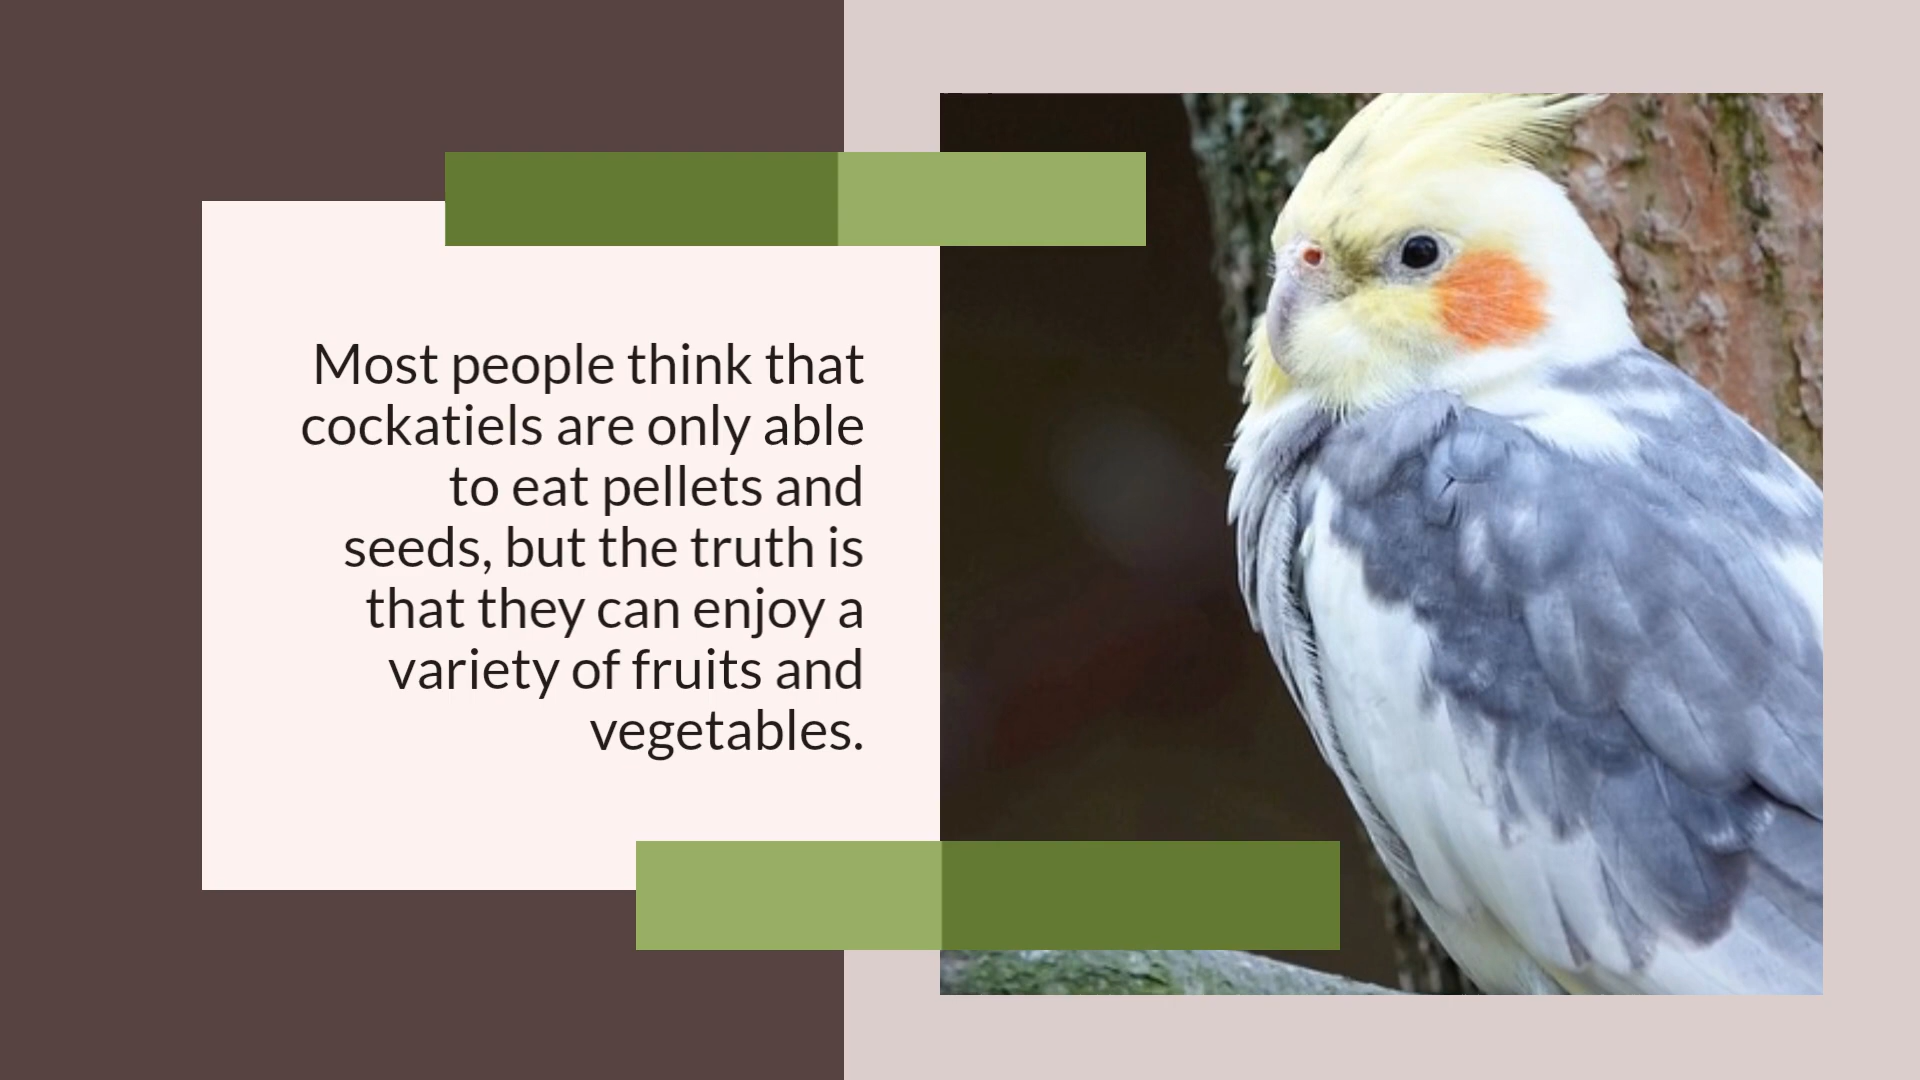 Most people think that
cockatiels are only able
to eat pellets and
seeds, but the truth is
that they can enjoy a
variety of fruits and
vegetables.